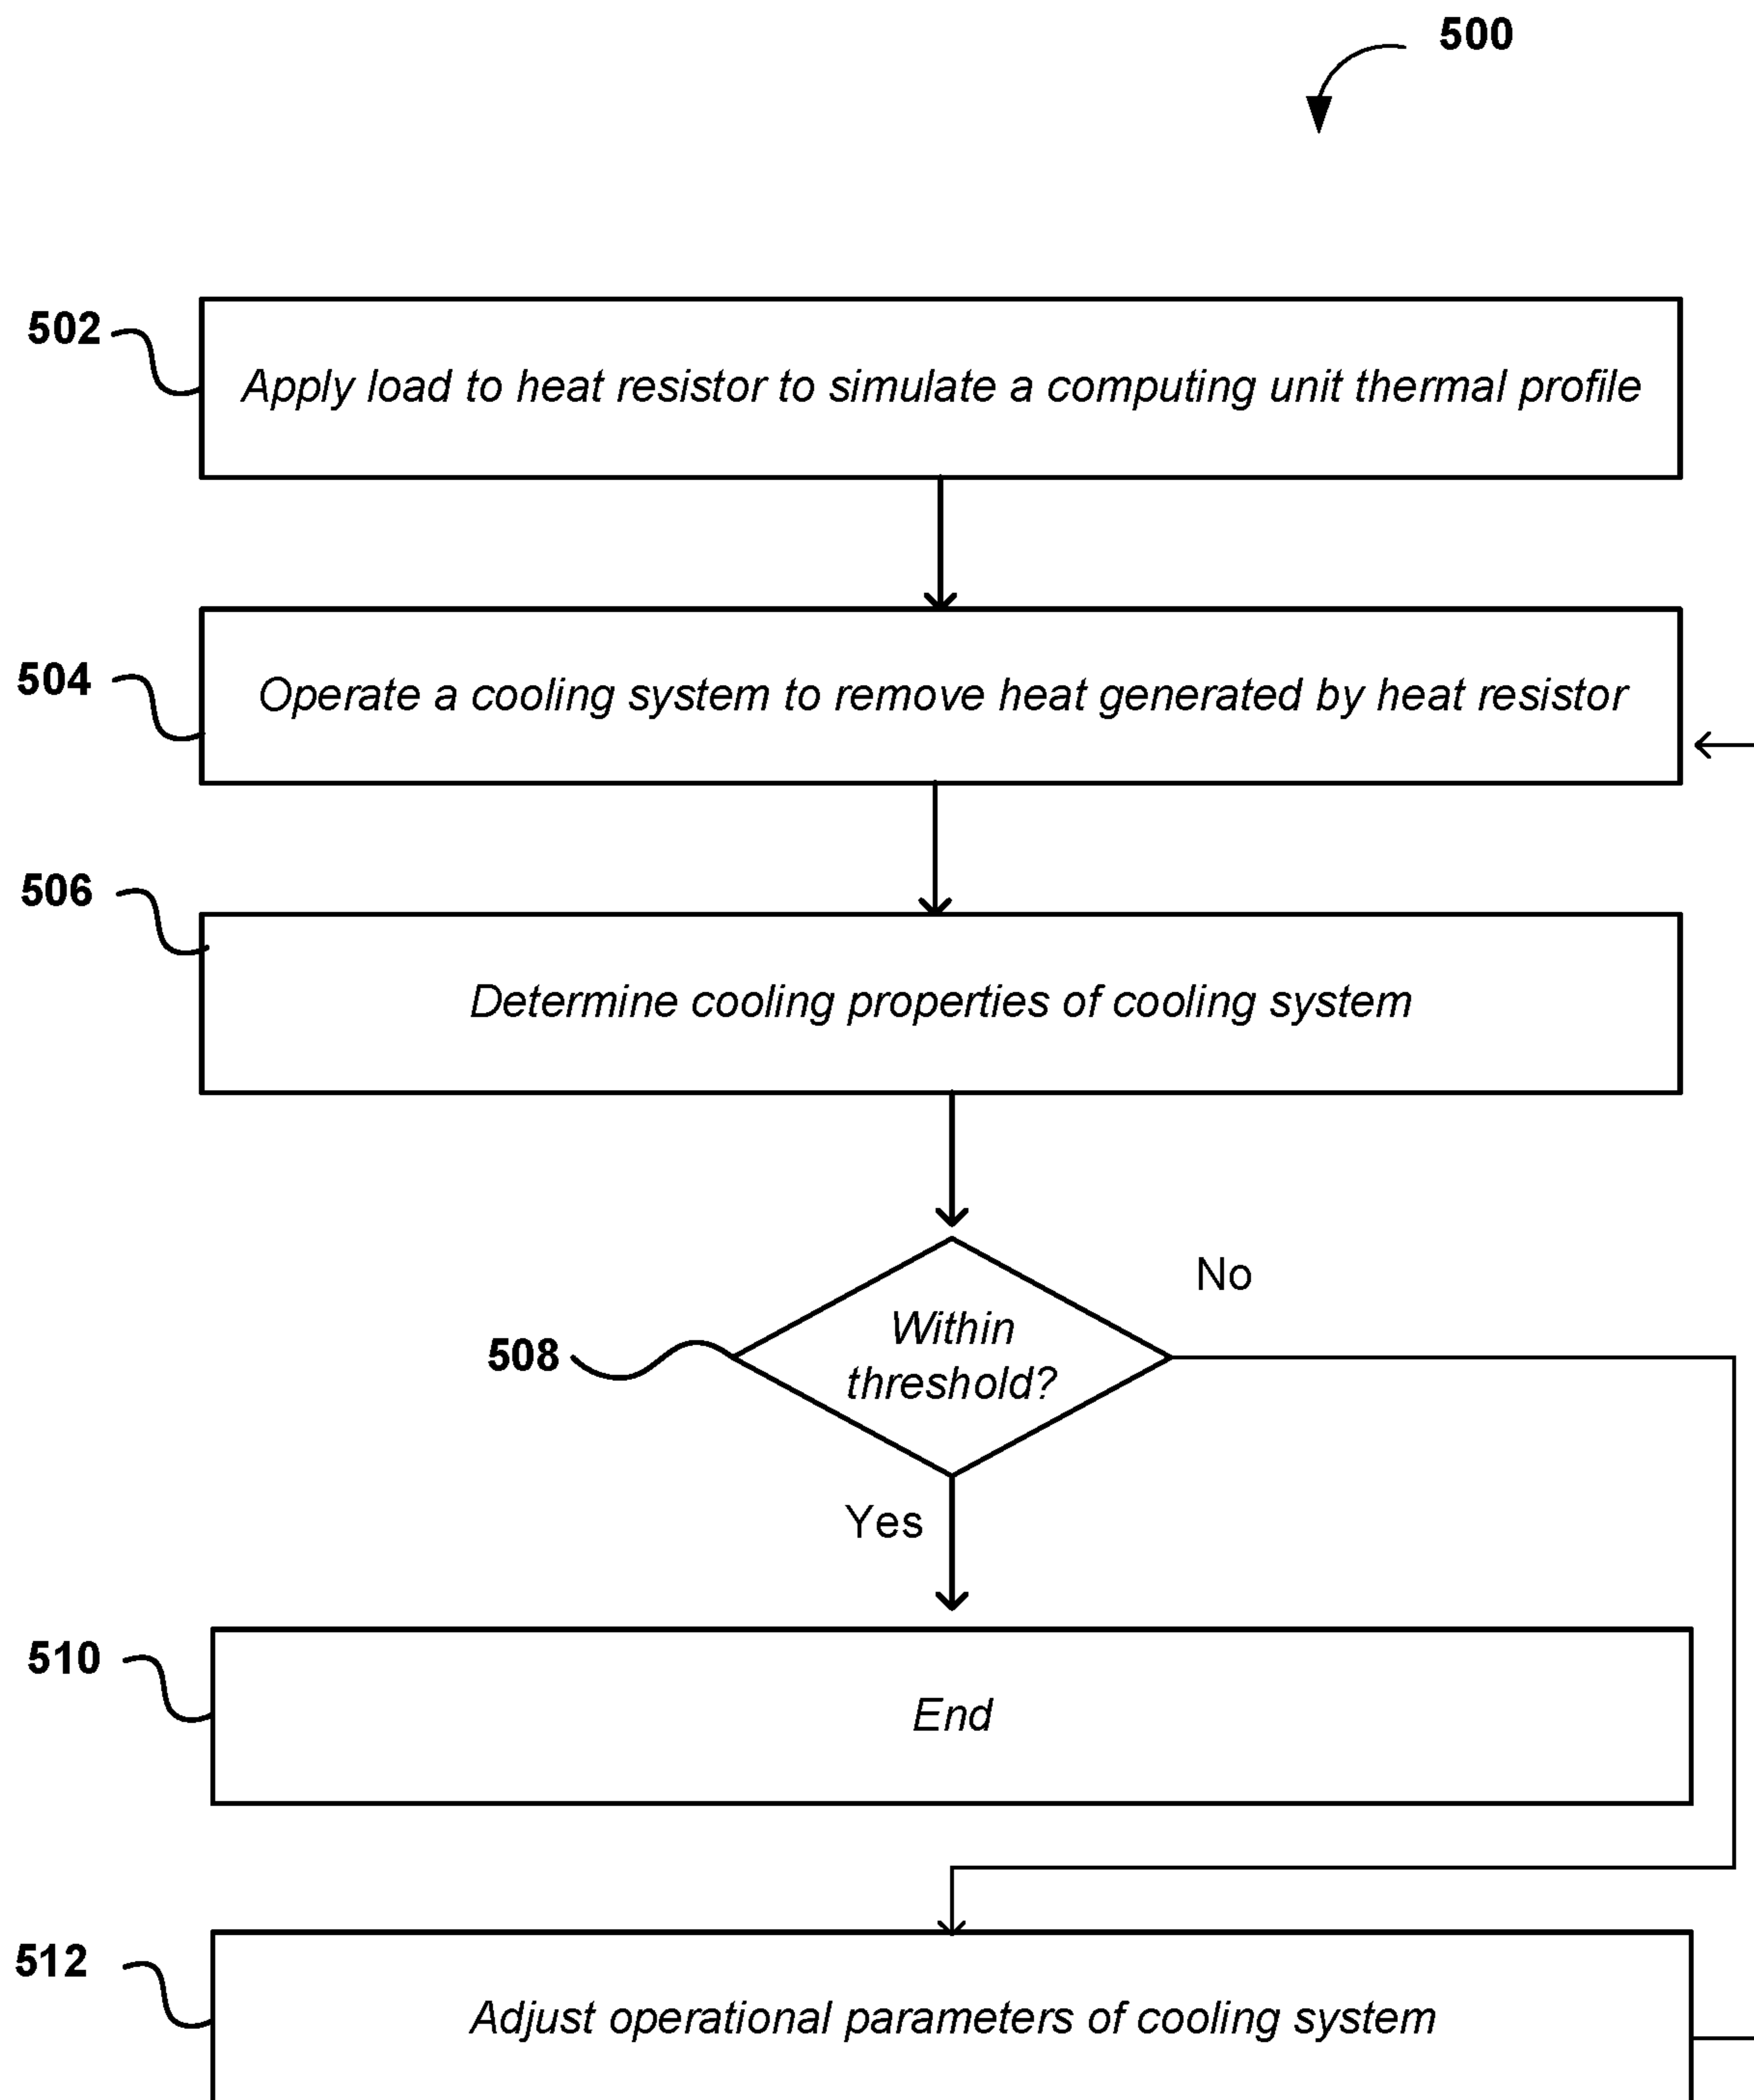 500
502
Apply load to heat resistor to simulate a computing unit thermal profile
504
Operate a cooling system to remove heat generated by heat resistor
506
Determine cooling properties of cooling system
No
508
Within
threshold?
Yes
510
End
512
Adjust operational parameters of cooling system